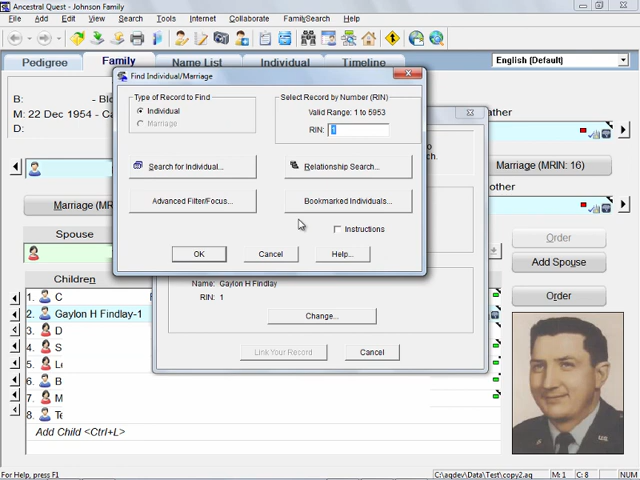 Ancestral Quest - Johnson Family
File Add Edit View Search Tools Internet Collaborate FamilySearch Help
Pedigree Family Name List Individual Timeline English (Default)
Find Individual/Marriage
Type of Record to Find
Individual
Marriage
Select Record by Number (RIN)
Valid Range: 1 to 5953
RIN: 1
Search for Individual...
Relationship Search...
Advanced Filter/Focus...
Bookmarked Individuals...
Instructions
OK Cancel Help...
B: - Blo
M: 22 Dec 1954 - Ca
D:
Marriage (MR
Marriage (MRIN: 16)
Spouse
Order
Add Spouse
Order
Children
1. C
2. Gaylon H Findlay-1
3. D
4. S
5. L
6. B
7. M
8. Te
Add Child <Ctrl+L>
Name: Gaylon H Findlay
RIN: 1
Change...
Link Your Record Cancel
For Help, press F1 C:\aqdev\Data\Test\copy2.aq M: 1 C: 8 NUM